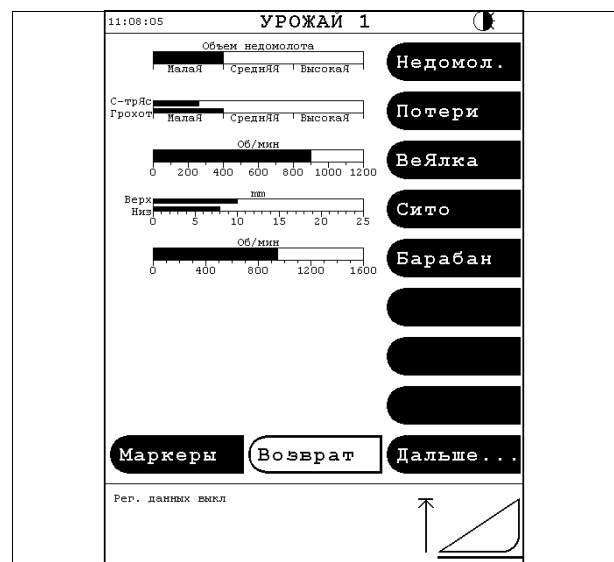 11:08:05 УРОЖАЙ 1
Объем недомолота
МалаЯ СреднЯЯ ВысокаЯ
Недомол.
С-трЯс
Грохот
МалаЯ СреднЯЯ ВысокаЯ
Потери
Об/мин
0 200 400 600 800 1000 1200
ВеЯлка
mm
Верх
Низ
0 5 10 15 20 25
Сито
Об/мин
0 400 800 1200 1600
Барабан
Маркеры Возврат Дальше...
Рег. данных выкл